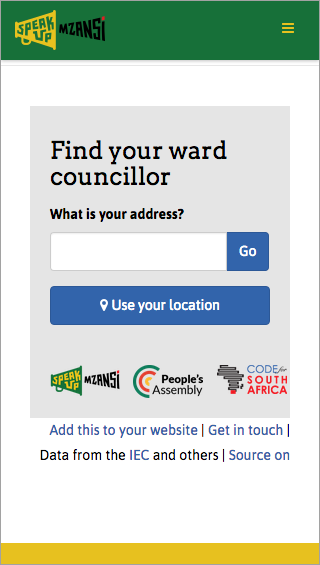 SPEAK UP MZANSI
Find your ward
councillor
What is your address?
Go
Use your location
SPEAK UP MZANSI
People's
Assembly
CODE for
SOUTH
AFRICA
Add this to your website | Get in touch |
Data from the IEC and others | Source on